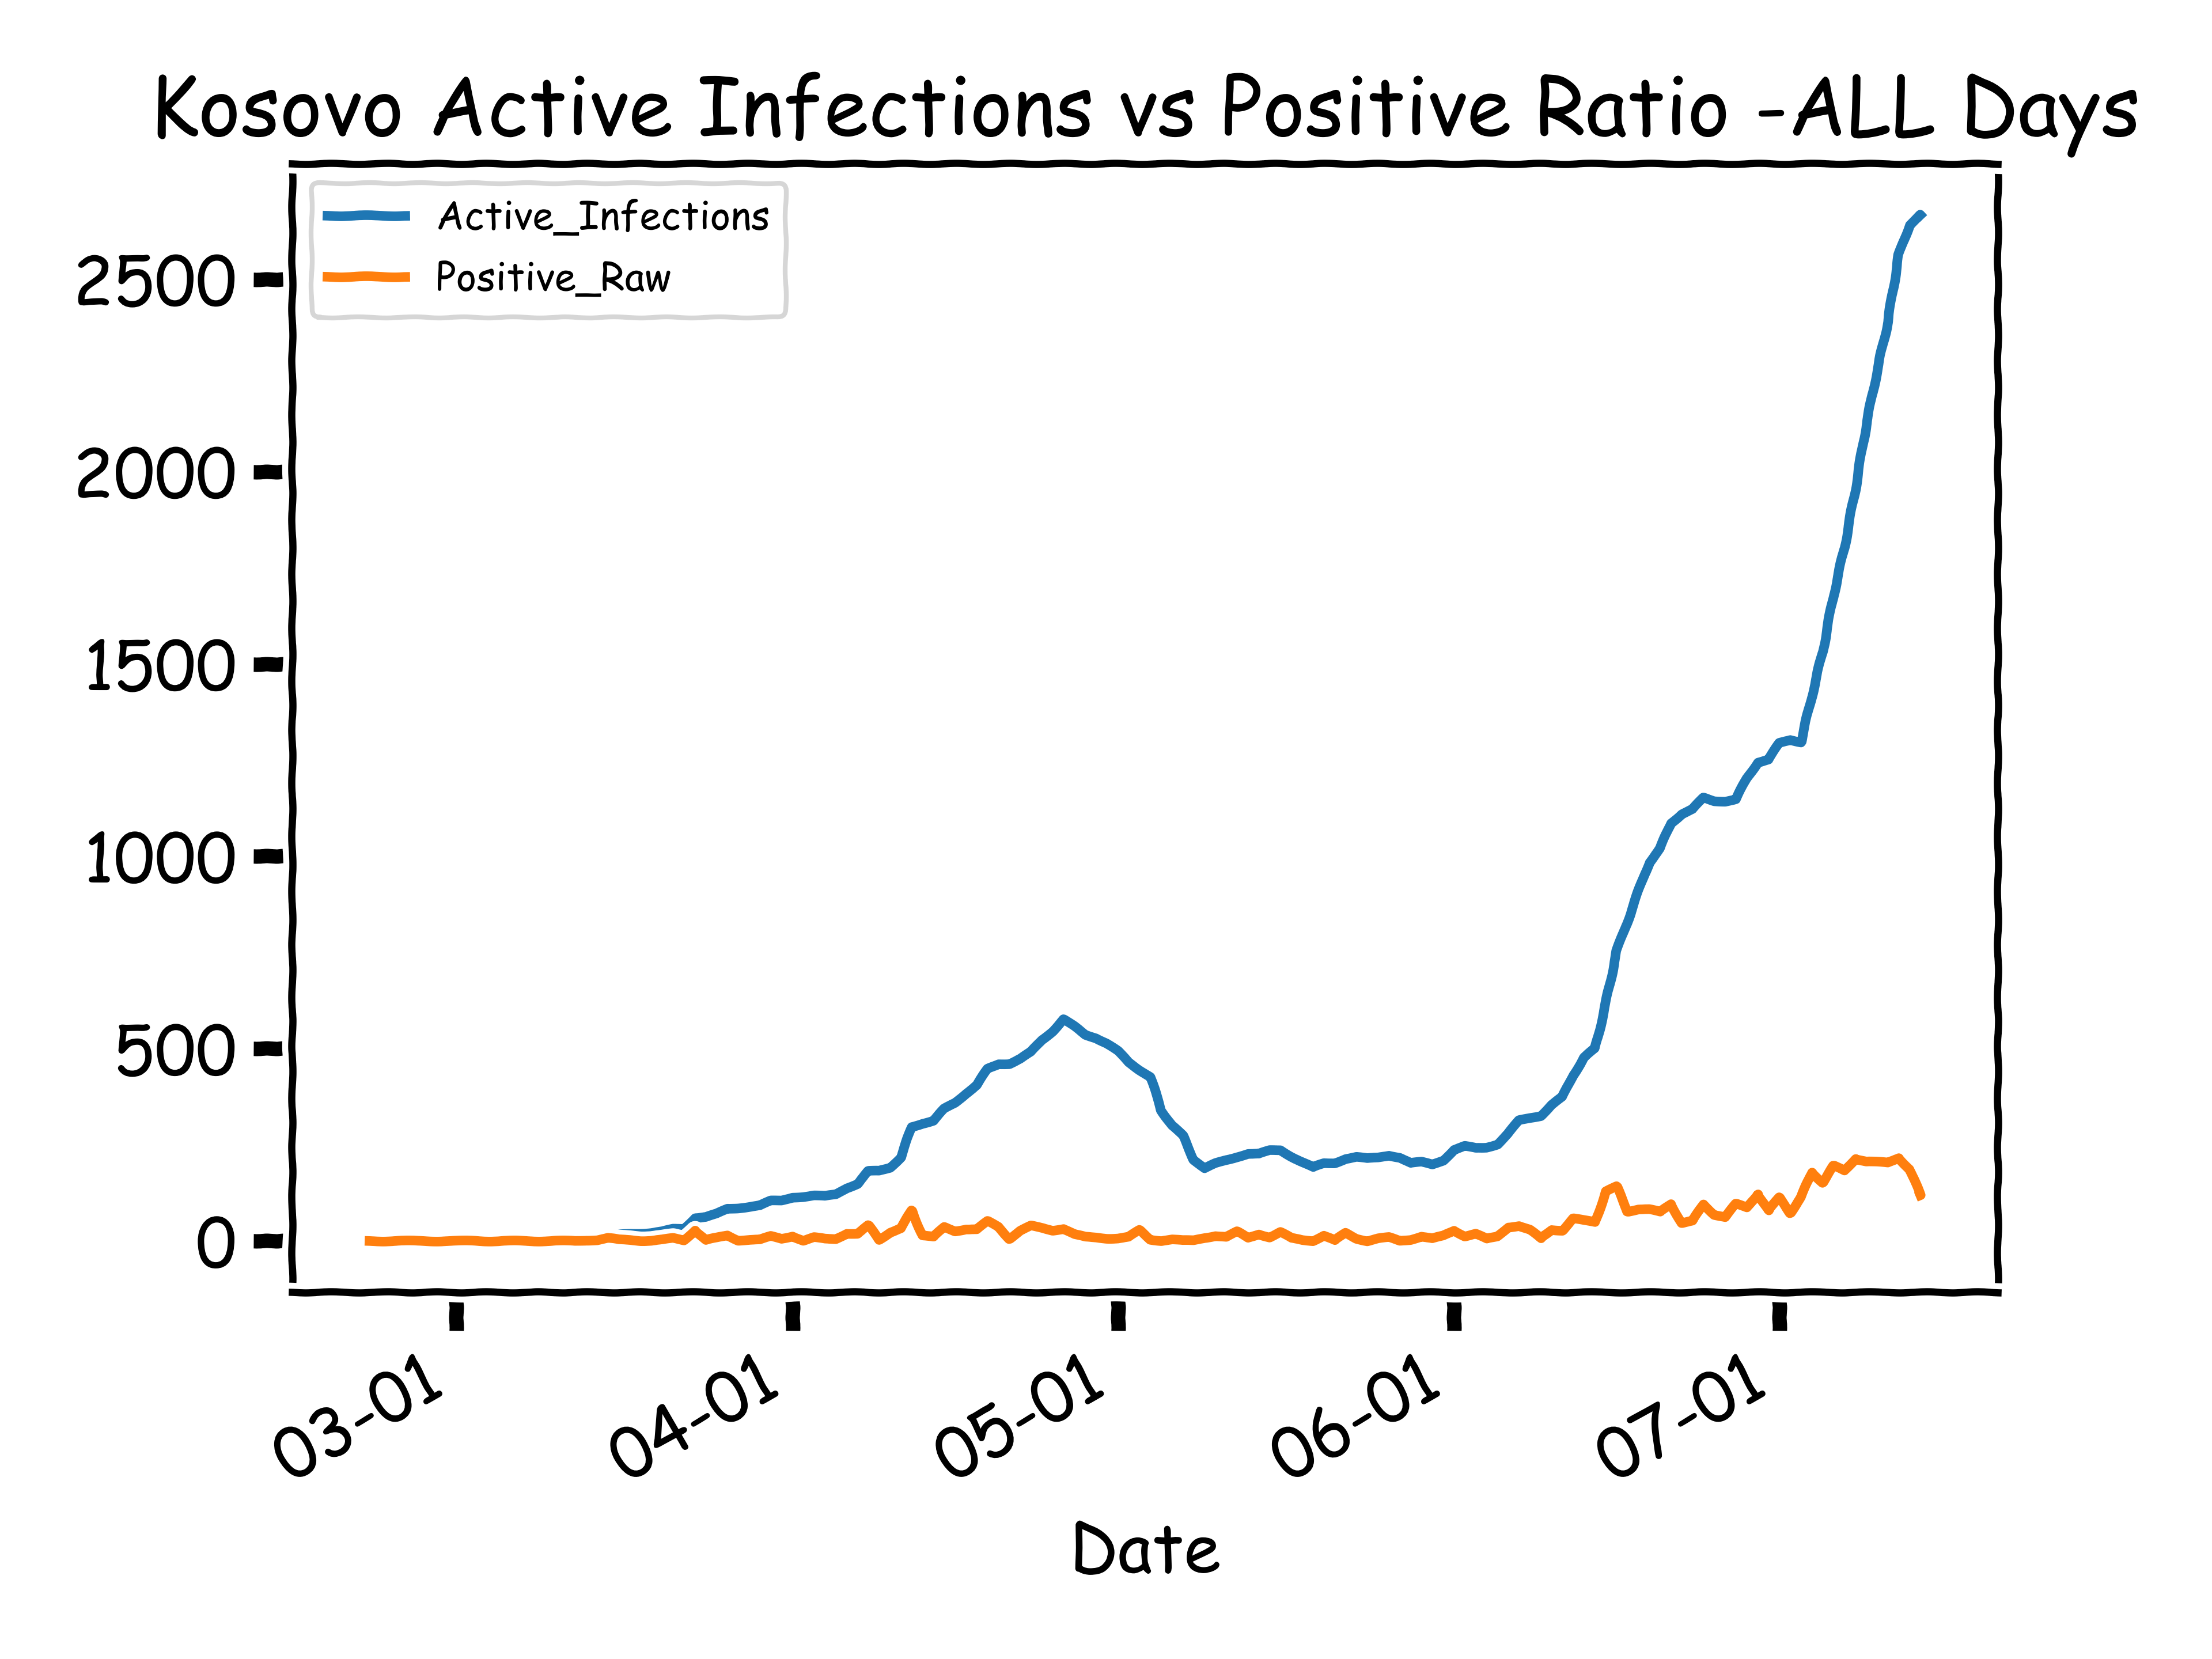 Kosovo Active Infections vs Positive Ratio -ALL Days
Active_Infections
Positive_Raw
2500
2000
1500
1000
500
0
03-01
04-01
05-01
06-01
07-01
Date